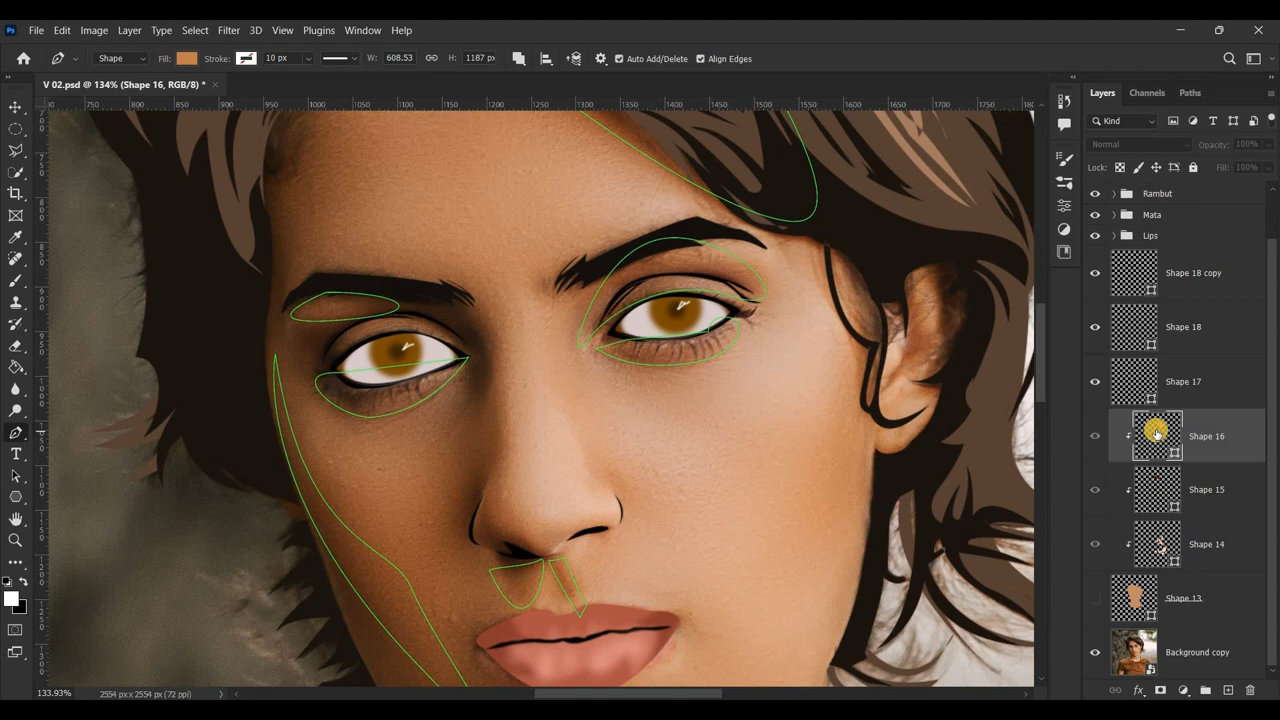 Ps File Edit Image Layer Type Select Filter 3D View Plugins Window Help
Shape Fill: Stroke: 10 px W: 608.53 H: 1187 px Auto Add/Delete Align Edges
V 02.psd @ 134% (Shape 16, RGB/8) *
750 800 850 900 950 1000 1050 1100 1150 1200 1250 1300 1350 1400 1450 1500 1550 1600 1650 1700 1750
Layers Channels Paths
Kind
Normal Opacity: 100%
Lock: Fill: 100%
Rambut
Mata
Lips
Shape 18 copy
Shape 18
Shape 17
Shape 16
Shape 15
Shape 14
Shape 13
Background copy
133.93% 2554 px x 2554 px (72 ppi)